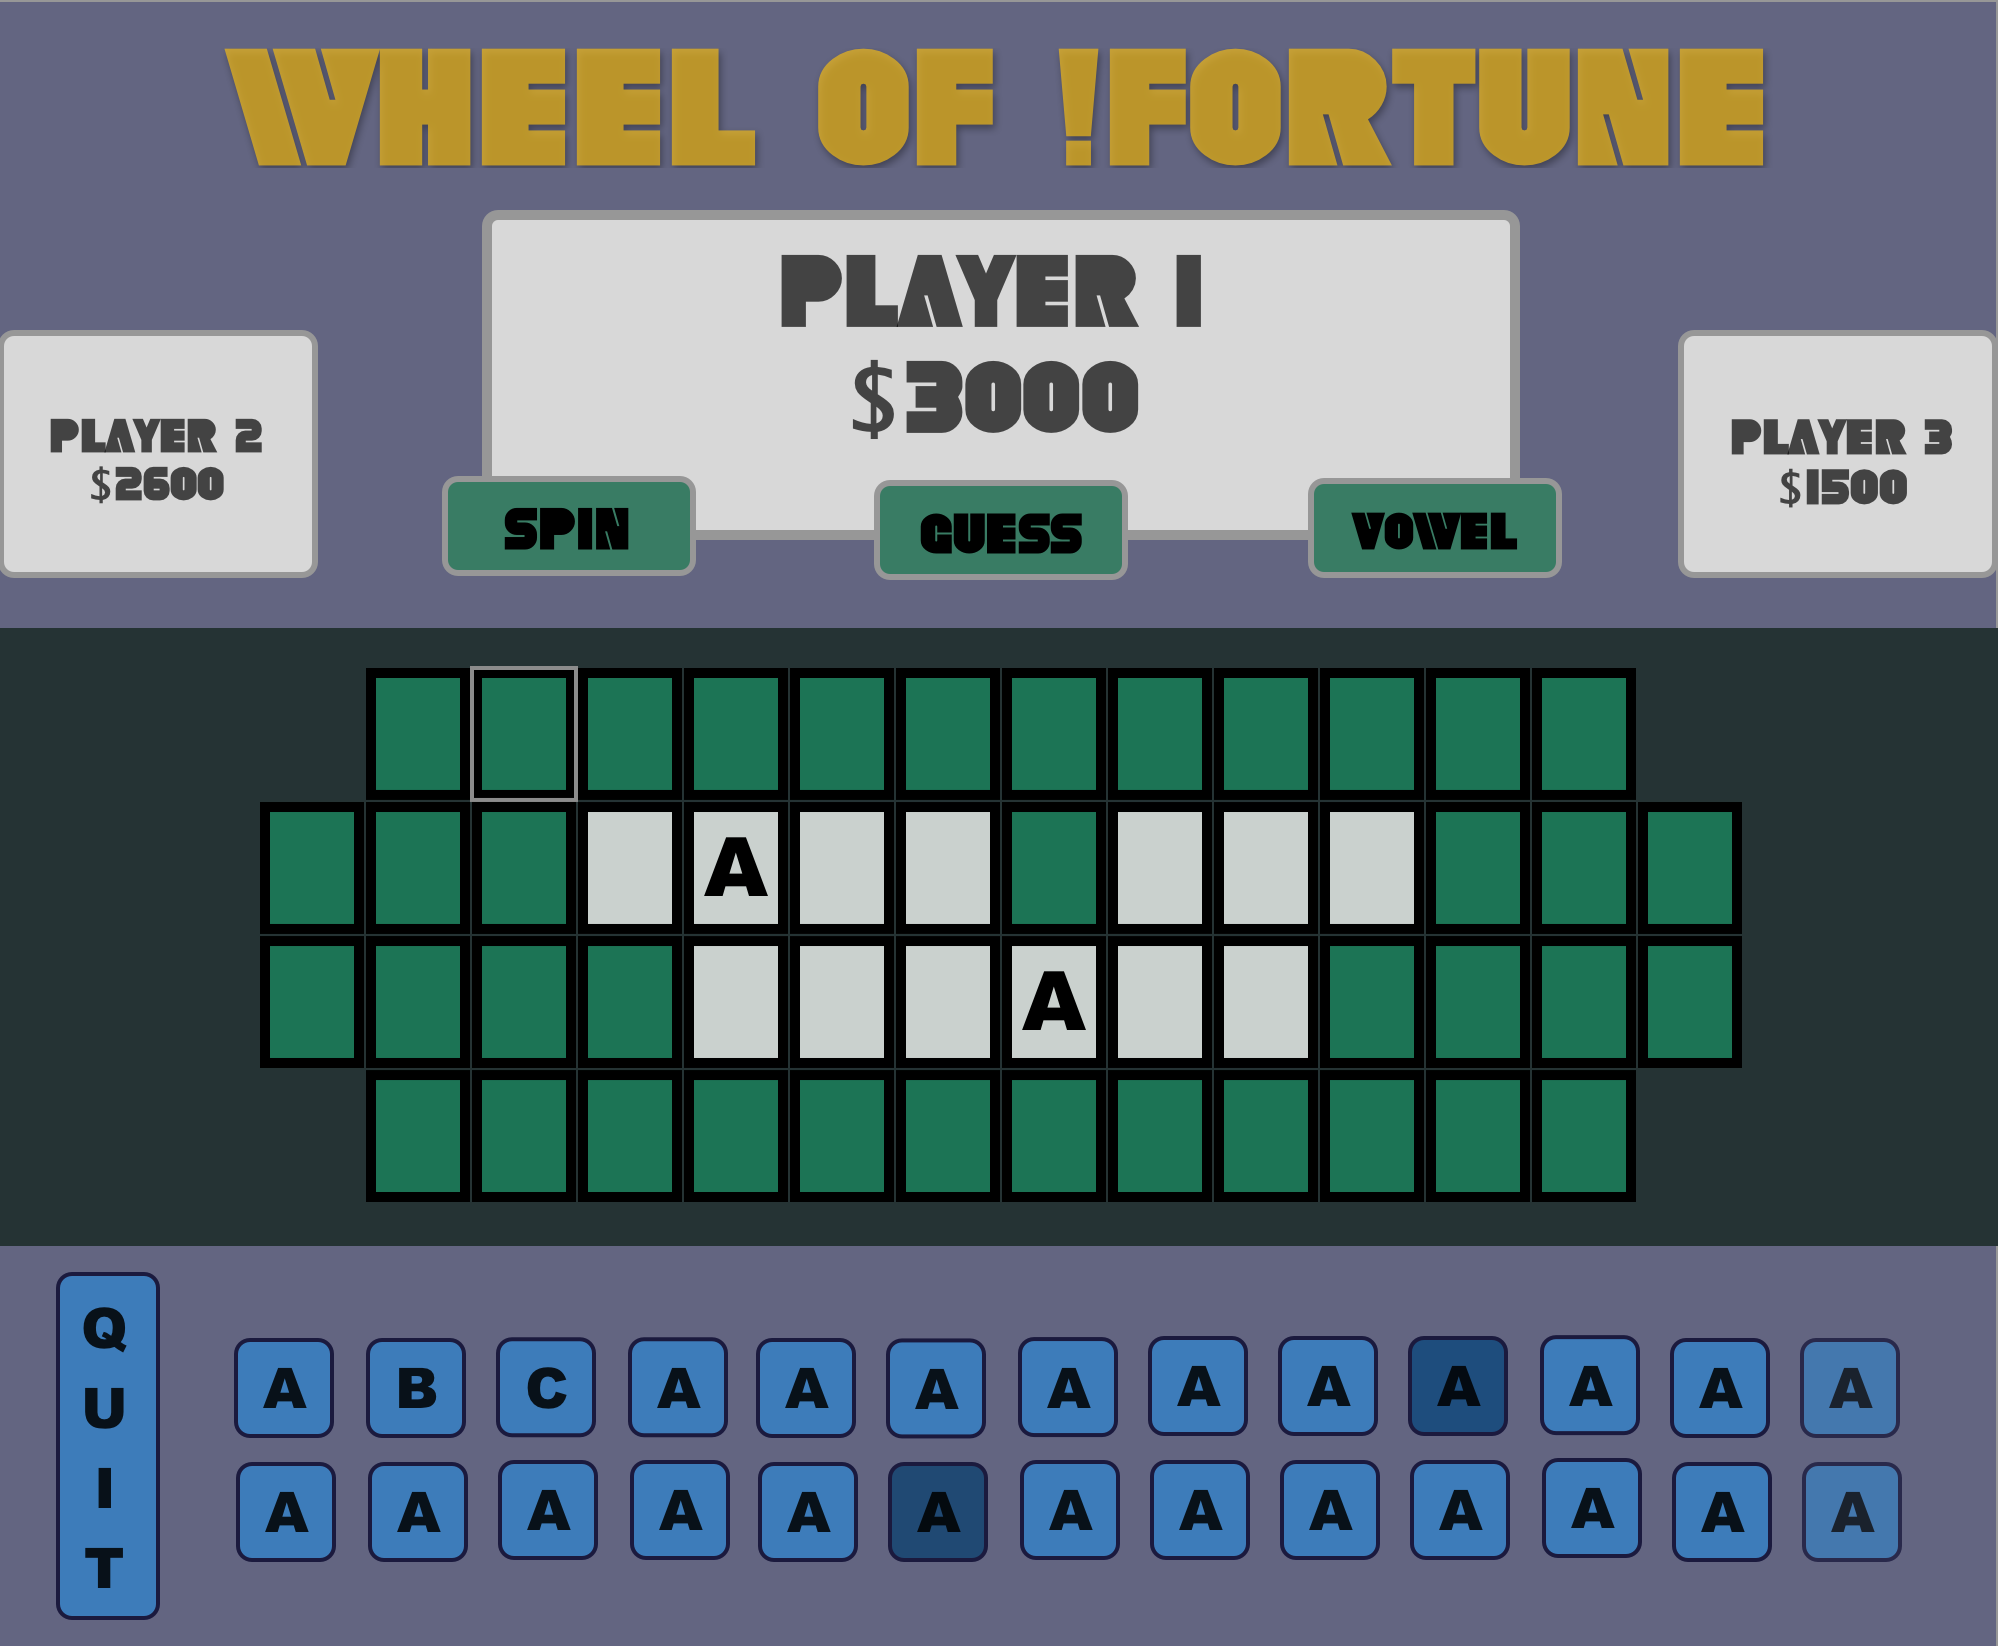 WHEEL OF !FORTUNE
PLAYER 1
$3000
PLAYER 2
$2600
PLAYER 3
$1500
SPIN GUESS VOWEL
A
A
QUIT
A B C A A A A A A A A A A
A A A A A A A A A A A A A